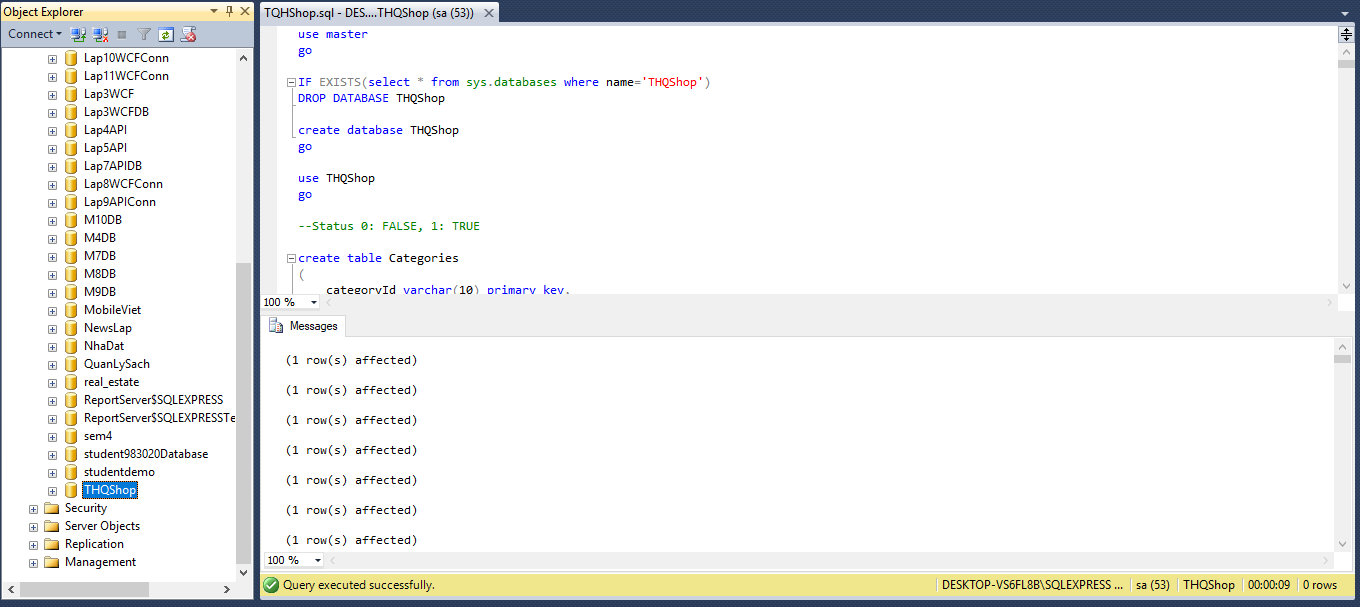 Object Explorer
Connect
Lap10WCFConn
Lap11WCFConn
Lap3WCF
Lap3WCFDB
Lap4API
Lap5API
Lap7APIDB
Lap8WCFConn
Lap9APIConn
M10DB
M4DB
M7DB
M8DB
M9DB
MobileViet
NewsLap
NhaDat
QuanLySach
real_estate
ReportServer$SQLEXPRESS
ReportServer$SQLEXPRESSTe
sem4
student983020Database
studentdemo
THQShop
Security
Server Objects
Replication
Management
TQHShop.sql - DES....THQShop (sa (53))
use master
go
IF EXISTS(select * from sys.databases where name='THQShop')
DROP DATABASE THQShop
create database THQShop
go
use THQShop
go
--Status 0: FALSE, 1: TRUE
create table Categories
(
categoryId varchar(10) primary key,
100 %
Messages
(1 row(s) affected)
(1 row(s) affected)
(1 row(s) affected)
(1 row(s) affected)
(1 row(s) affected)
(1 row(s) affected)
(1 row(s) affected)
100 %
Query executed successfully.
DESKTOP-VS6FL8B\SQLEXPRESS ...
sa (53)
THQShop
00:00:09
0 rows